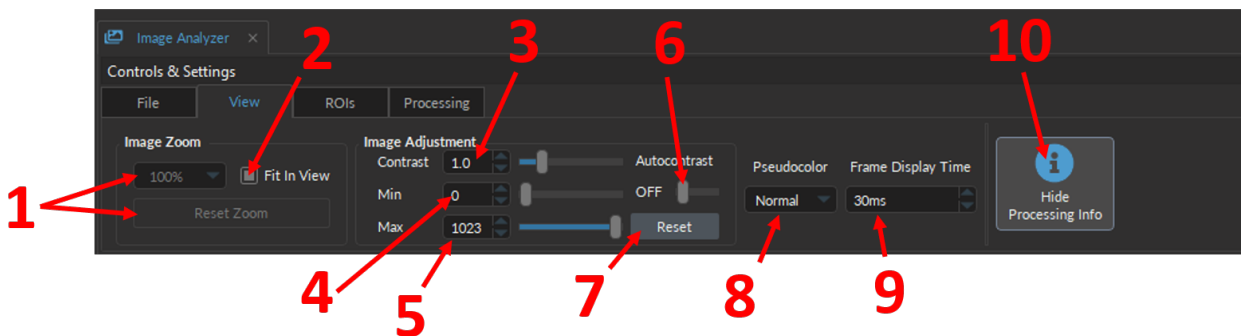 Image Analyzer ×
2 3 6 10
Controls & Settings
File View ROIs Processing
Image Zoom
100% Fit In View
Reset Zoom
1
Image Adjustment
Contrast 1.0 Autocontrast
Min 0 OFF
Max 1023 Reset
Pseudocolor Frame Display Time
Normal 30ms
Hide
Processing Info
4 5 7 8 9